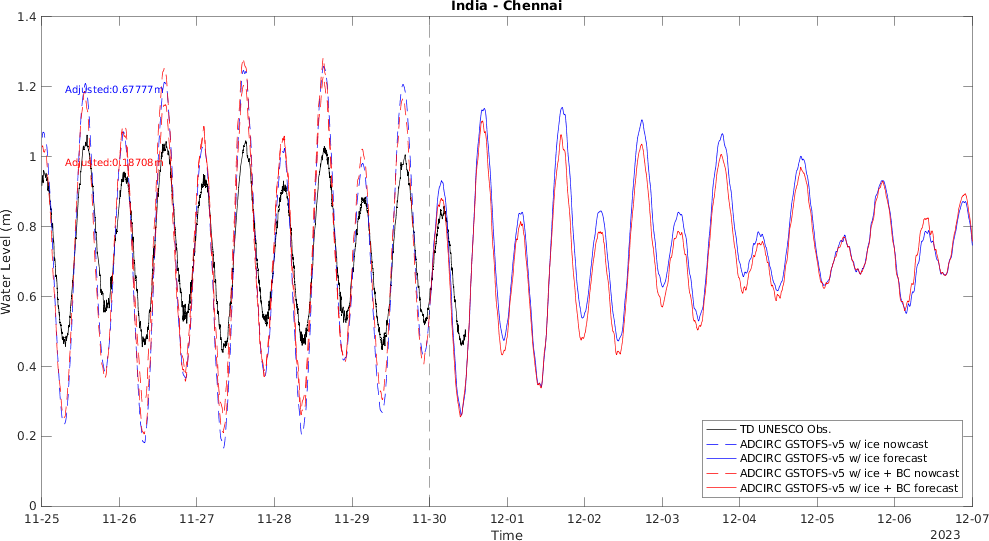 India - Chennai
1.4
1.2
1
0.8
0.6
0.4
0.2
0
Water Level (m)
Adjusted:0.67777m
Adjusted:0.18708m
TD UNESCO Obs.
ADCIRC GSTOFS-v5 w/ ice nowcast
ADCIRC GSTOFS-v5 w/ ice forecast
ADCIRC GSTOFS-v5 w/ ice + BC nowcast
ADCIRC GSTOFS-v5 w/ ice + BC forecast
11-25 11-26 11-27 11-28 11-29 11-30 12-01 12-02 12-03 12-04 12-05 12-06 12-07
Time
2023